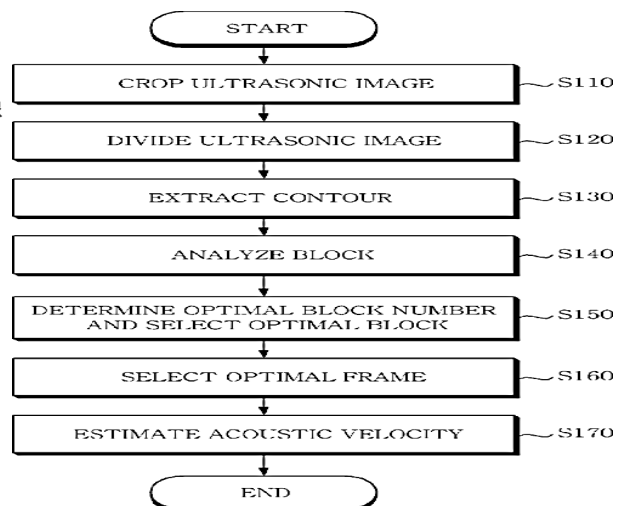 START
CROP ULTRASONIC IMAGE
S110
DIVIDE ULTRASONIC IMAGE
S120
EXTRACT CONTOUR
S130
ANALYZE BLOCK
S140
DETERMINE OPTIMAL BLOCK NUMBER
AND SELECT OPTIMAL BLOCK
S150
SELECT OPTIMAL FRAME
S160
ESTIMATE ACOUSTIC VELOCITY
S170
END